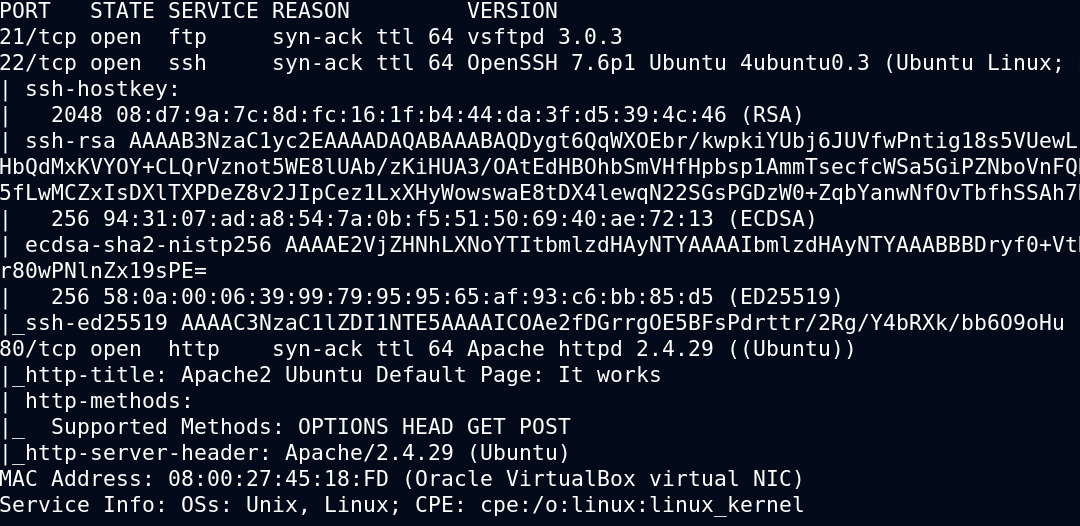 PORT   STATE SERVICE REASON         VERSION
21/tcp open  ftp     syn-ack ttl 64 vsftpd 3.0.3
22/tcp open  ssh     syn-ack ttl 64 OpenSSH 7.6p1 Ubuntu 4ubuntu0.3 (Ubuntu Linux;
| ssh-hostkey:
|   2048 08:d7:9a:7c:8d:fc:16:1f:b4:44:da:3f:d5:39:4c:46 (RSA)
| ssh-rsa AAAAB3NzaC1yc2EAAAADAQABAAABAQDygt6QqWXOEbr/kwpkiYUbj6JUVfwPntig18s5VUewL
HbQdMxKVYOY+CLQrVznot5WE8lUAb/zKiHUA3/OAtEdHBOhbSmVHfHpbsp1AmmTsecfcWSa5GiPZNboVnFQ
5fLwMCZxIsDXlTXPDeZ8v2JIpCez1LxXHyWowswaE8tDX4lewqN22SGsPGDzW0+ZqbYanwNfOvTbfhSSAh7
|   256 94:31:07:ad:a8:54:7a:0b:f5:51:50:69:40:ae:72:13 (ECDSA)
| ecdsa-sha2-nistp256 AAAAE2VjZHNhLXNoYTItbmlzdHAyNTYAAAAIbmlzdHAyNTYAAABBBDryf0+Vt
r80wPNlnZx19sPE=
|   256 58:0a:00:06:39:99:79:95:95:65:af:93:c6:bb:85:d5 (ED25519)
|_ssh-ed25519 AAAAC3NzaC1lZDI1NTE5AAAAICOAe2fDGrrgOE5BFsPdrttr/2Rg/Y4bRXk/bb6O9oHu
80/tcp open  http    syn-ack ttl 64 Apache httpd 2.4.29 ((Ubuntu))
|_http-title: Apache2 Ubuntu Default Page: It works
| http-methods:
|_  Supported Methods: OPTIONS HEAD GET POST
|_http-server-header: Apache/2.4.29 (Ubuntu)
MAC Address: 08:00:27:45:18:FD (Oracle VirtualBox virtual NIC)
Service Info: OSs: Unix, Linux; CPE: cpe:/o:linux:linux_kernel